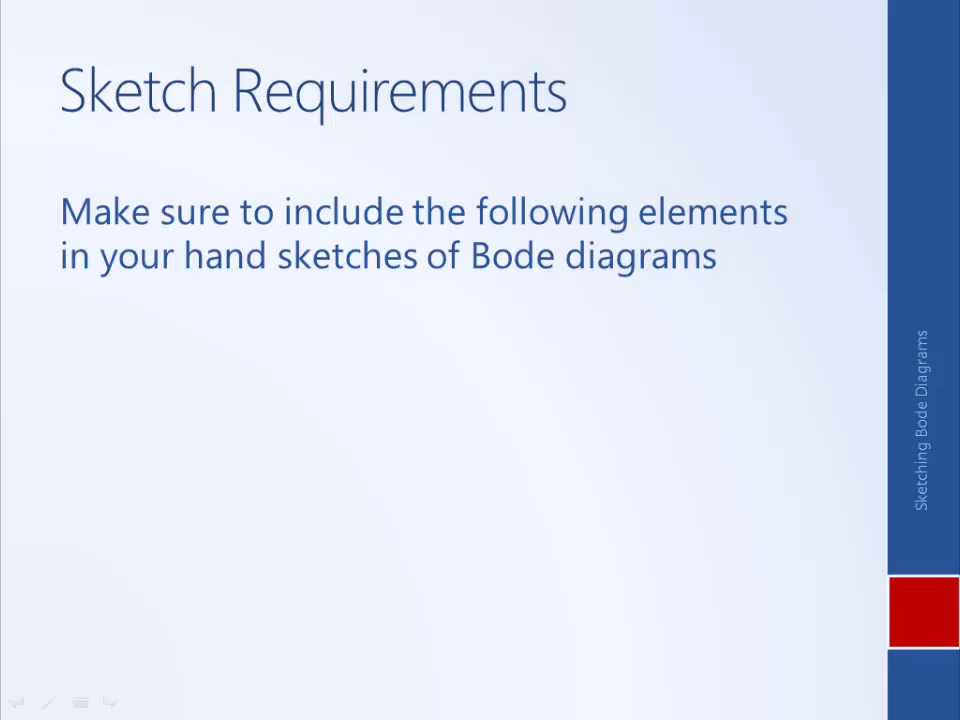 Sketch Requirements
Make sure to include the following elements
in your hand sketches of Bode diagrams
Sketching Bode Diagrams